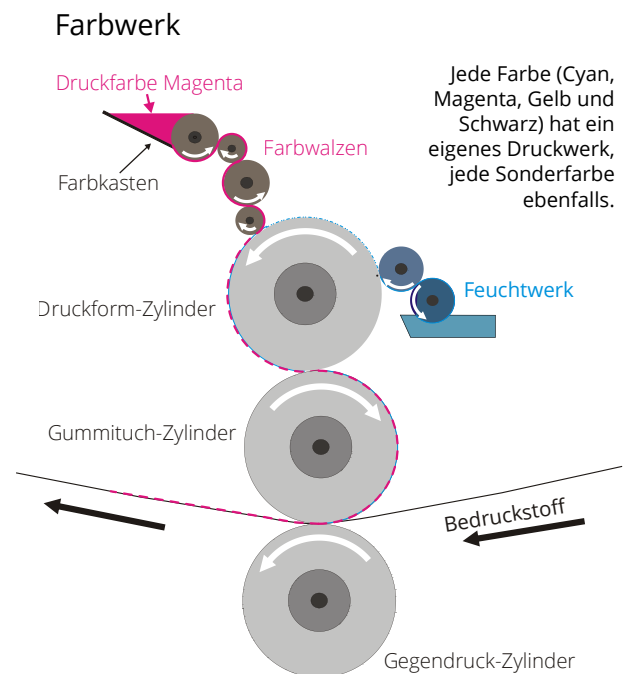 Farbwerk
Druckfarbe Magenta
Jede Farbe (Cyan,
Magenta, Gelb und
Schwarz) hat ein
eigenes Druckwerk,
jede Sonderfarbe
ebenfalls.
Farbwalzen
Farbkasten
Feuchtwerk
Druckform-Zylinder
Gummituch-Zylinder
Bedruckstoff
Gegendruck-Zylinder